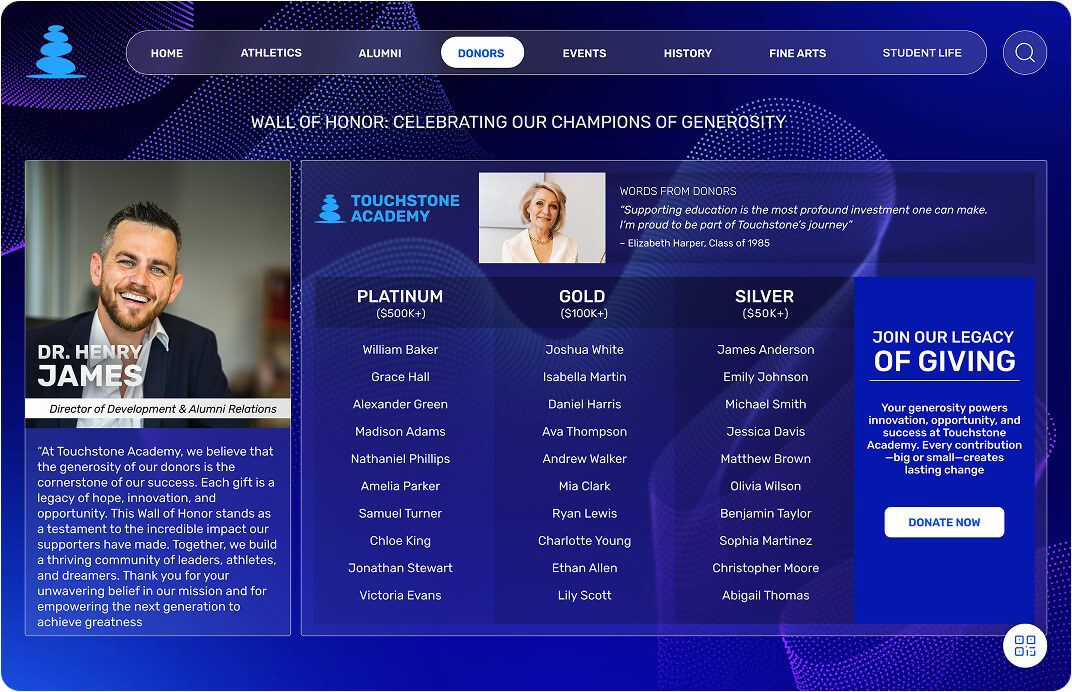 HOME
ATHLETICS
ALUMNI
DONORS
EVENTS
HISTORY
FINE ARTS
STUDENT LIFE
WALL OF HONOR: CELEBRATING OUR CHAMPIONS OF GENEROSITY
DR. HENRY
JAMES
Director of Development & Alumni Relations
“At Touchstone Academy, we believe that
the generosity of our donors is the
cornerstone of our success. Each gift is a
legacy of hope, innovation, and
opportunity. This Wall of Honor stands as
a testament to the incredible impact our
supporters have made. Together, we build
a thriving community of leaders, athletes,
and dreamers. Thank you for your
unwavering belief in our mission and for
empowering the next generation to
achieve greatness
TOUCHSTONE
ACADEMY
WORDS FROM DONORS
“Supporting education is the most profound investment one can make.
I’m proud to be part of Touchstone’s journey”
– Elizabeth Harper, Class of 1985
PLATINUM
($500K+)
William Baker
Grace Hall
Alexander Green
Madison Adams
Nathaniel Phillips
Amelia Parker
Samuel Turner
Chloe King
Jonathan Stewart
Victoria Evans
GOLD
($100K+)
Joshua White
Isabella Martin
Daniel Harris
Ava Thompson
Andrew Walker
Mia Clark
Ryan Lewis
Charlotte Young
Ethan Allen
Lily Scott
SILVER
($50K+)
James Anderson
Emily Johnson
Michael Smith
Jessica Davis
Matthew Brown
Olivia Wilson
Benjamin Taylor
Sophia Martinez
Christopher Moore
Abigail Thomas
JOIN OUR LEGACY
OF GIVING
Your generosity powers
innovation, opportunity, and
success at Touchstone
Academy. Every contribution
—big or small—creates
lasting change
DONATE NOW